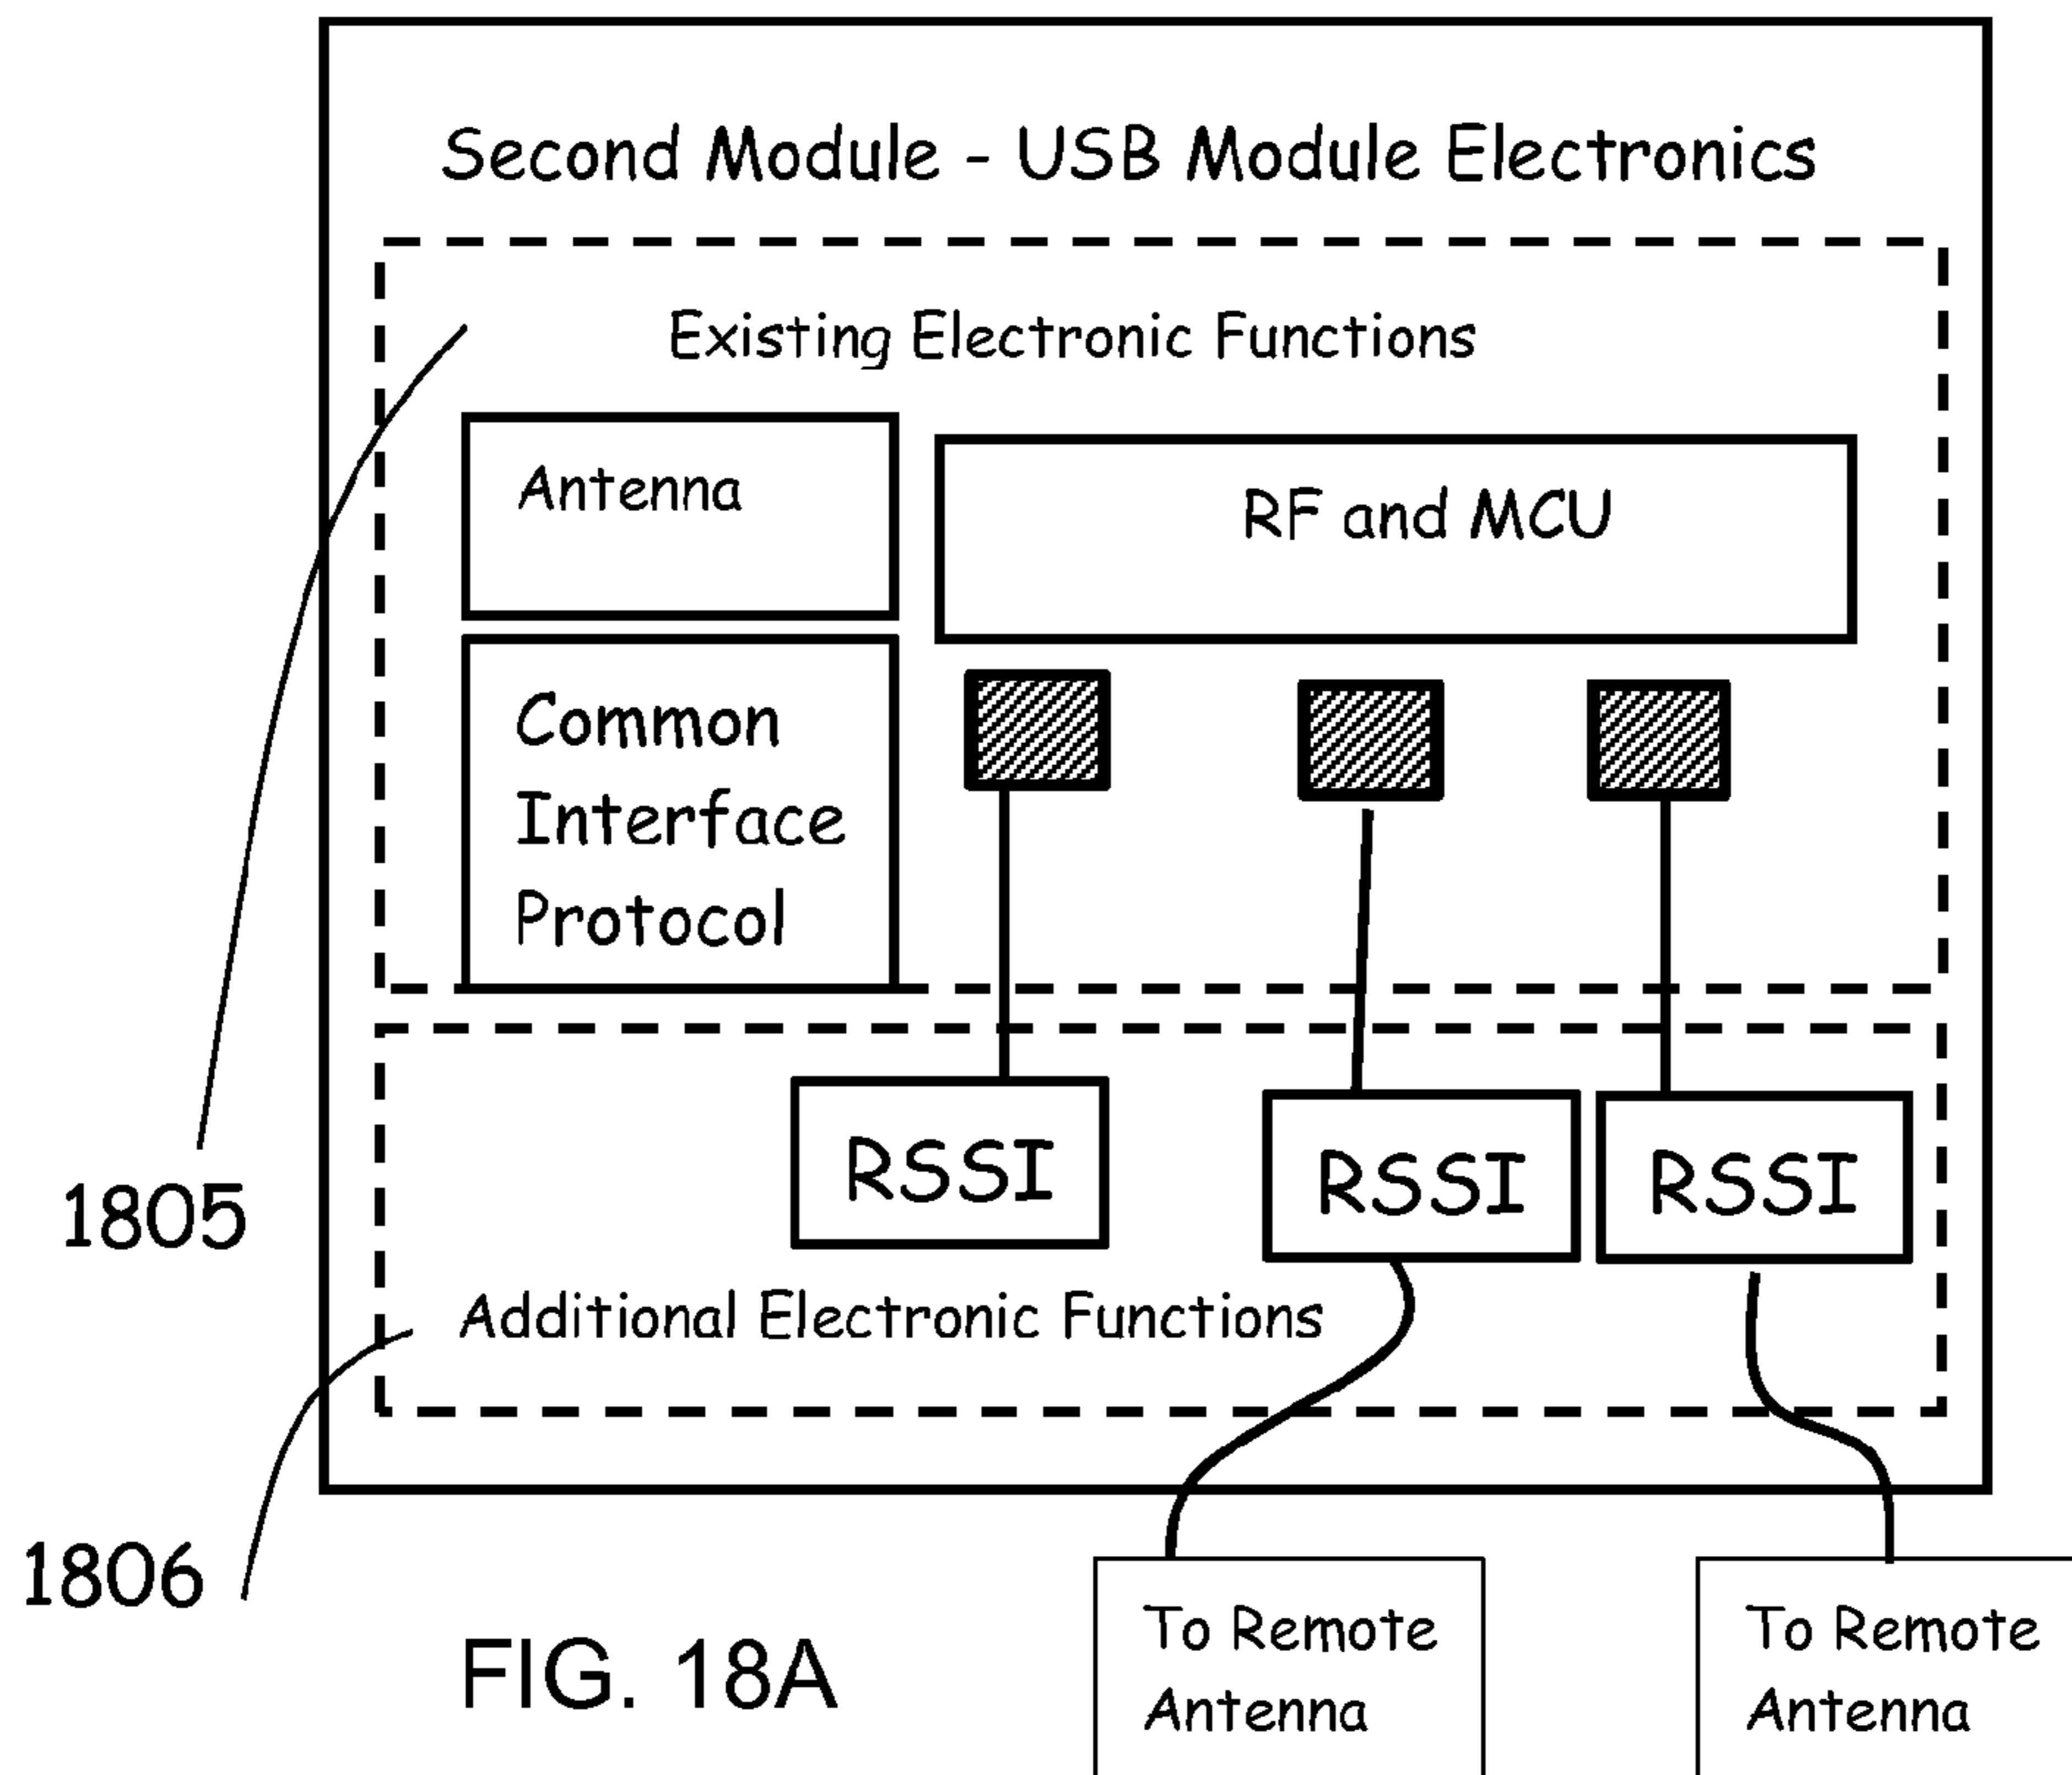 Second Module - USB Module Electronics
Existing Electronic Functions
Antenna
RF and MCU
Common
Interface
Protocol
RSSI
RSSI
RSSI
1805
Additional Electronic Functions
1806
FIG. 18A
To Remote
Antenna
To Remote
Antenna